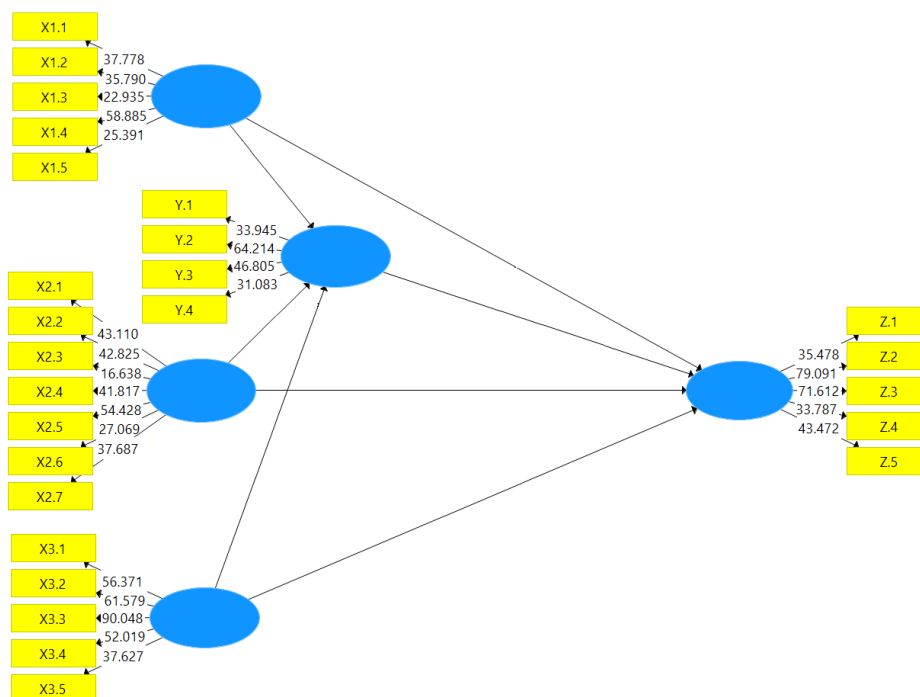 X1.1
X1.2
X1.3
X1.4
X1.5
37.778
35.790
22.935
58.885
25.391
Y.1
Y.2
Y.3
Y.4
33.945
64.214
46.805
31.083
X2.1
X2.2
X2.3
X2.4
X2.5
X2.6
X2.7
43.110
42.825
16.638
41.817
54.428
27.069
37.687
35.478
79.091
71.612
33.787
43.472
Z.1
Z.2
Z.3
Z.4
Z.5
X3.1
X3.2
X3.3
X3.4
X3.5
56.371
61.579
90.048
52.019
37.627